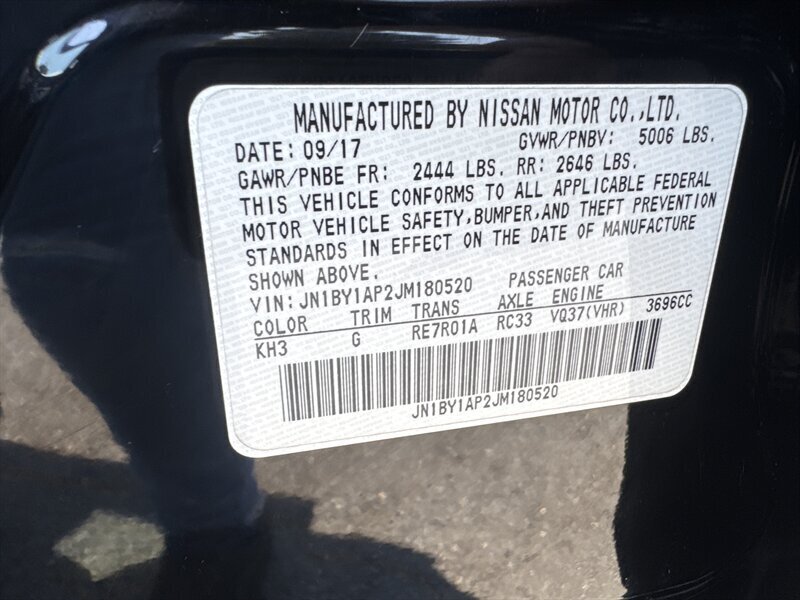 MANUFACTURED BY NISSAN MOTOR CO.,LTD.
DATE: 09/17 GVWR/PNBV: 5006 LBS.
GAWR/PNBE FR: 2444 LBS. RR: 2646 LBS.
THIS VEHICLE CONFORMS TO ALL APPLICABLE FEDERAL
MOTOR VEHICLE SAFETY,BUMPER,AND THEFT PREVENTION
STANDARDS IN EFFECT ON THE DATE OF MANUFACTURE
SHOWN ABOVE.
VIN: JN1BY1AP2JM180520 PASSENGER CAR
COLOR TRIM TRANS AXLE ENGINE
KH3 G RE7R01A RC33 VQ37(VHR) 3696CC
JN1BY1AP2JM180520